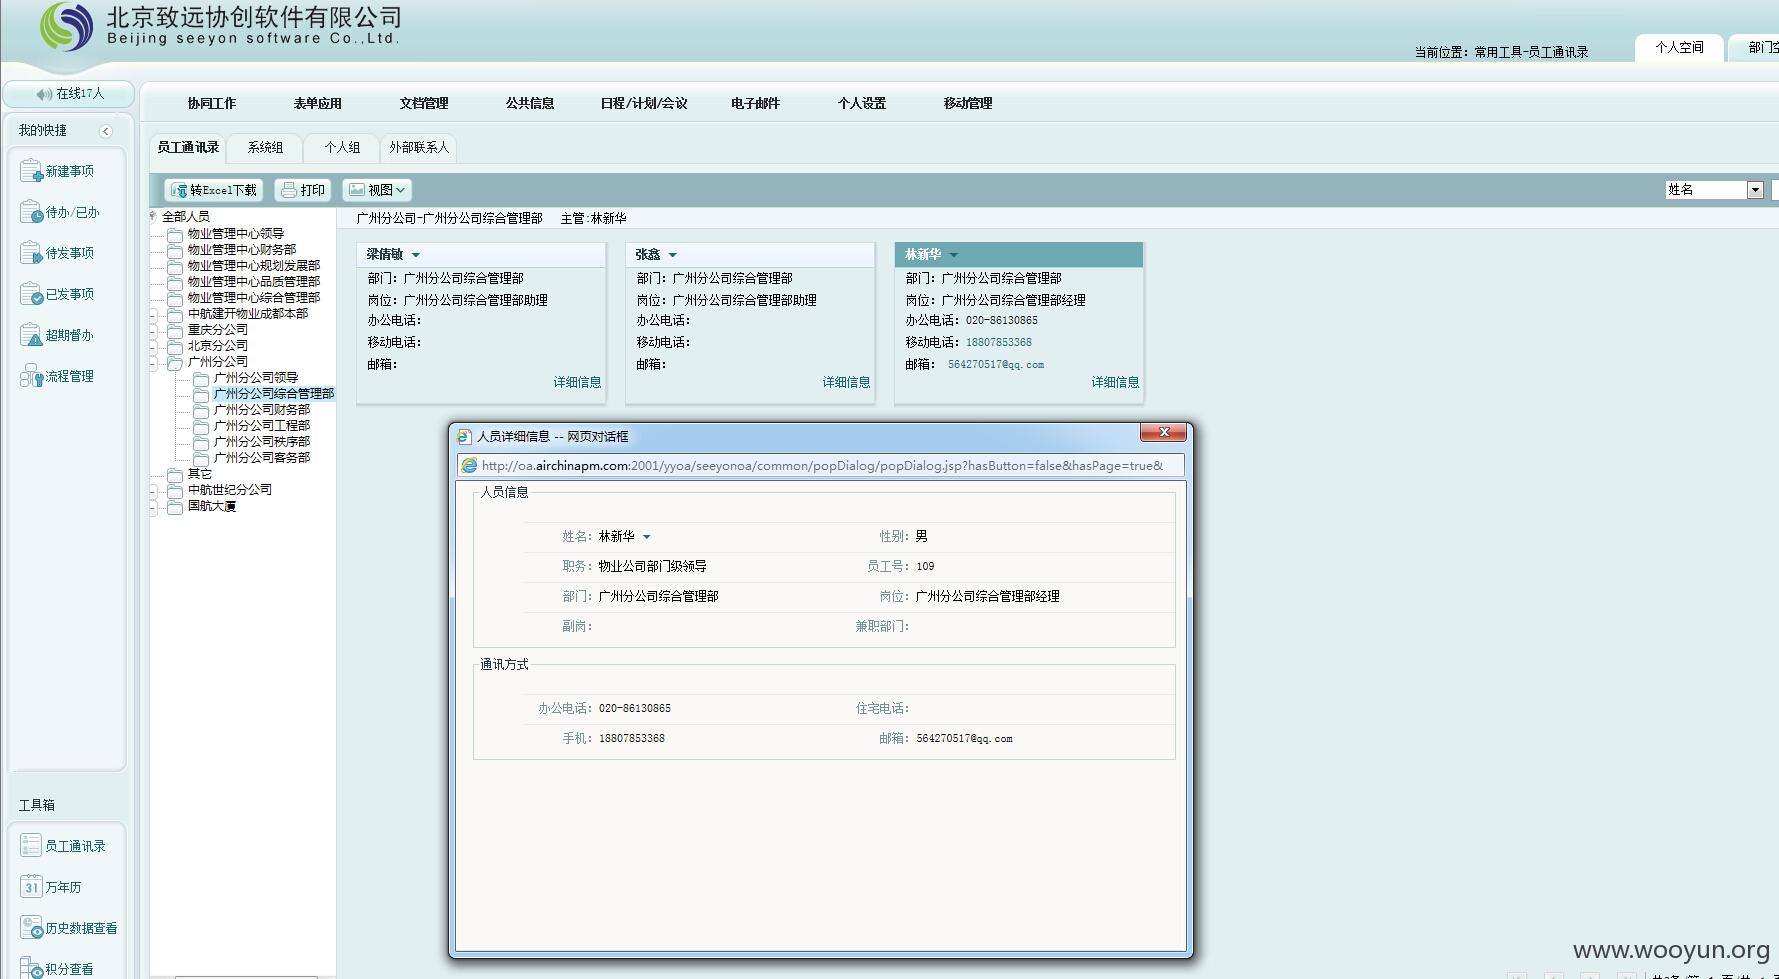 北京致远协创软件有限公司
Beijing seeyon software Co.,Ltd.
当前位置：常用工具-员工通讯录
个人空间
部门空
在线17人
协同工作 表单应用 文档管理 公共信息 日程/计划/会议 电子邮件 个人设置 移动管理
我的快捷
新建事项
待办/已办
待发事项
已发事项
超期督办
流程管理
工具箱
员工通讯录
31 万年历
历史数据查看
积分查看
员工通讯录 系统组 个人组 外部联系人
转Excel下载 打印 视图 姓名
全部人员
物业管理中心领导
物业管理中心财务部
物业管理中心规划发展部
物业管理中心品质管理部
物业管理中心综合管理部
中航建开物业成都本部
重庆分公司
北京分公司
广州分公司
广州分公司领导
广州分公司综合管理部
广州分公司财务部
广州分公司工程部
广州分公司秩序部
广州分公司客务部
其它
中航世纪分公司
国航大厦
广州分公司-广州分公司综合管理部 主管:林新华
梁倩敏
部门：广州分公司综合管理部
岗位：广州分公司综合管理部助理
办公电话：
移动电话：
邮箱：
详细信息
张鑫
部门：广州分公司综合管理部
岗位：广州分公司综合管理部助理
办公电话：
移动电话：
邮箱：
详细信息
林新华
部门：广州分公司综合管理部
岗位：广州分公司综合管理部经理
办公电话：020-86130865
移动电话：18807853368
邮箱： 564270517@qq.com
详细信息
人员详细信息 -- 网页对话框
http://oa.airchinapm.com:2001/yyoa/seeyonoa/common/popDialog/popDialog.jsp?hasButton=false&hasPage=true&
人员信息
姓名：林新华 性别：男
职务：物业公司部门级领导 员工号：109
部门：广州分公司综合管理部 岗位：广州分公司综合管理部经理
副岗： 兼职部门：
通讯方式
办公电话：020-86130865 住宅电话：
手机：18807853368 邮箱：564270517@qq.com
www.wooyun.org